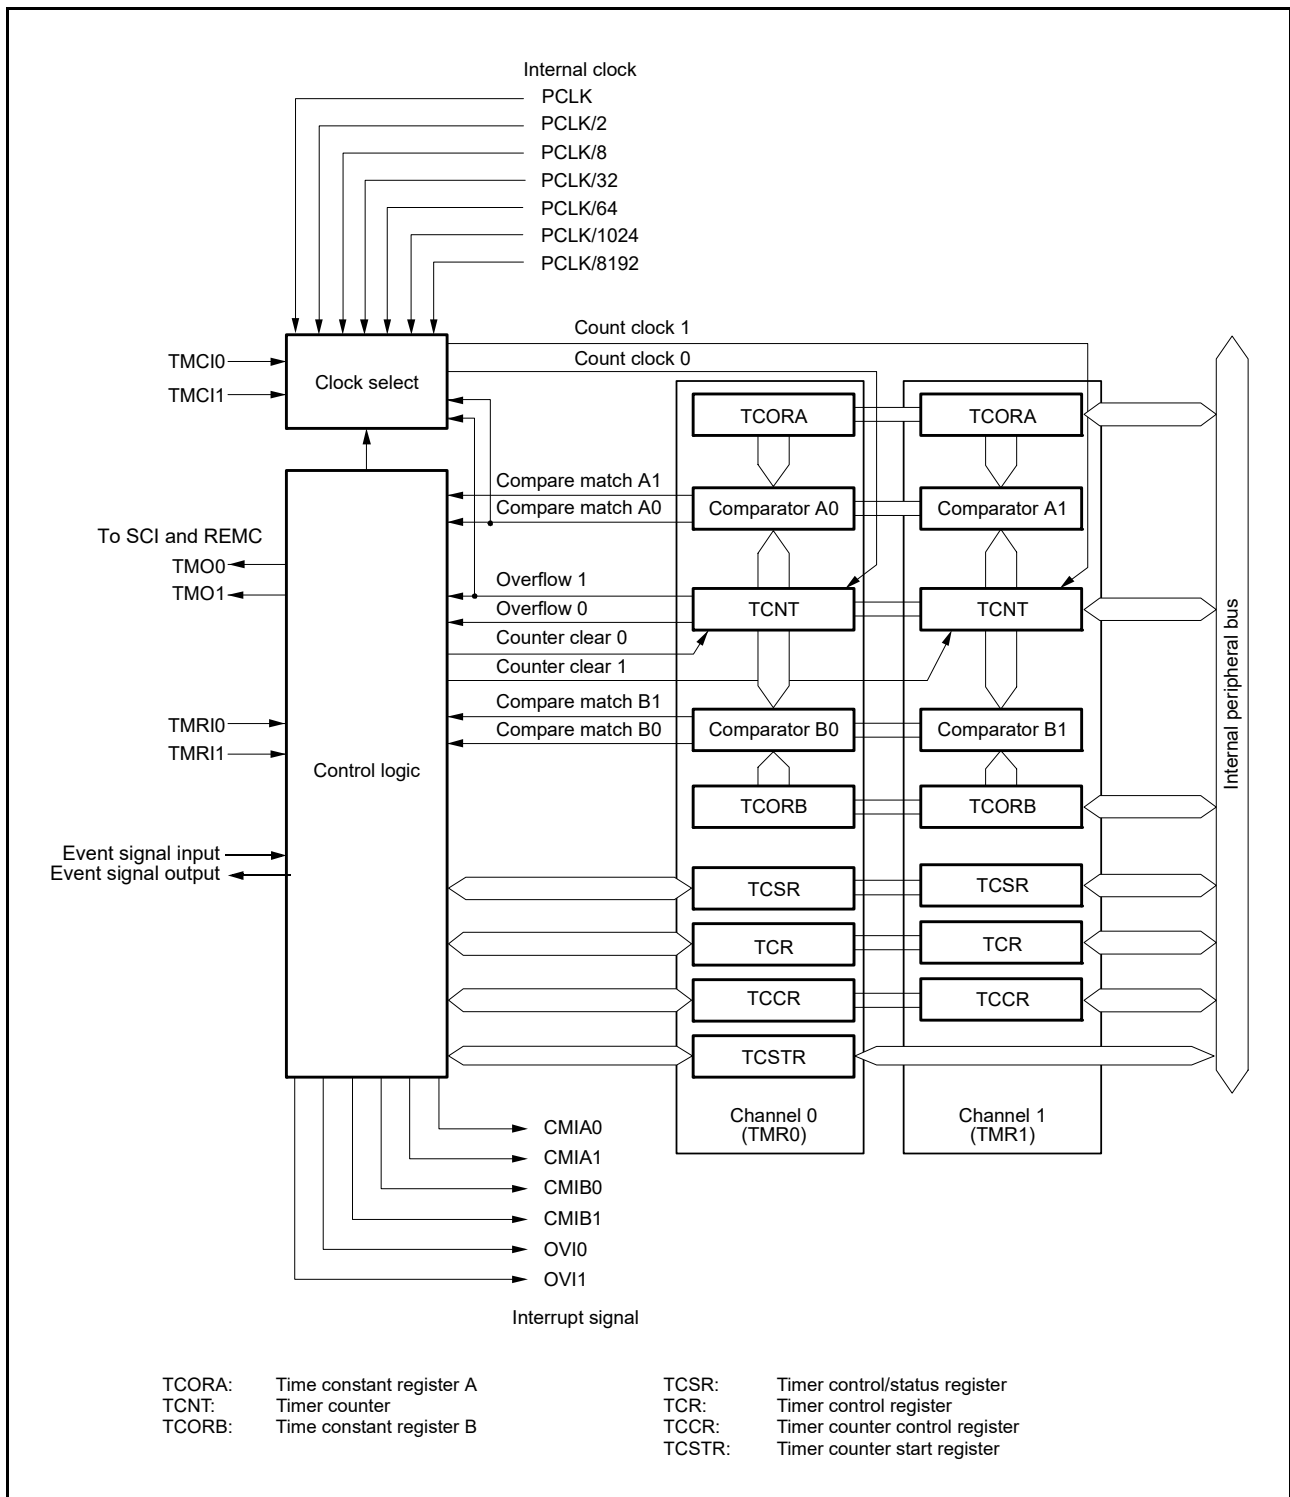 Internal clock
PCLK
PCLK/2
PCLK/8
PCLK/32
PCLK/64
PCLK/1024
PCLK/8192
Count clock 1
Count clock 0
TMCI0
TMCI1
Clock select
TCORA
TCORA
Compare match A1
Compare match A0
Comparator A0
Comparator A1
To SCI and REMC
TMO0
TMO1
Overflow 1
Overflow 0
TCNT
TCNT
Counter clear 0
Counter clear 1
Internal peripheral bus
TMRI0
TMRI1
Control logic
Compare match B1
Compare match B0
Comparator B0
Comparator B1
TCORB
TCORB
Event signal input
Event signal output
TCSR
TCSR
TCR
TCR
TCCR
TCCR
TCSTR
Channel 0
(TMR0)
Channel 1
(TMR1)
CMIA0
CMIA1
CMIB0
CMIB1
OVI0
OVI1
Interrupt signal
TCORA: Time constant register A
TCNT: Timer counter
TCORB: Time constant register B
TCSR: Timer control/status register
TCR: Timer control register
TCCR: Timer counter control register
TCSTR: Timer counter start register